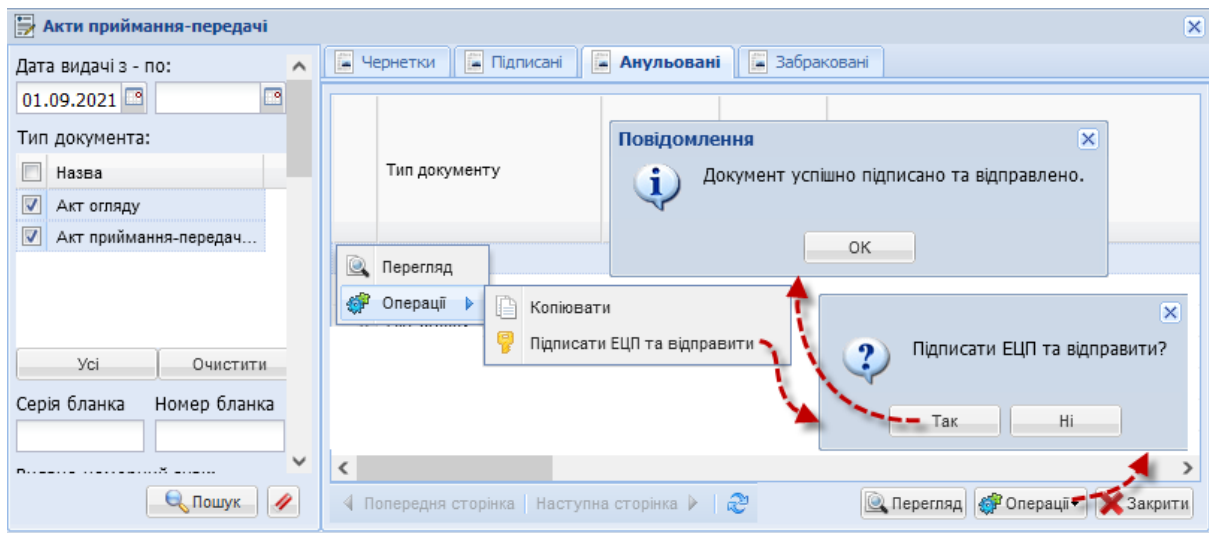 Акти приймання-передачі
Дата видачі з - по:
01.09.2021
Тип документа:
Назва
Акт огляду
Акт приймання-передач...
Усі
Очистити
Серія бланка Номер бланка
Пошук
Чернетки
Підписані
Анульовані
Забраковані
Тип документу
Повідомлення
Документ успішно підписано та відправлено.
OK
Перегляд
Операції
Копіювати
Підписати ЕЦП та відправити
Підписати ЕЦП та відправити?
Так
Ні
Попередня сторінка
Наступна сторінка
Перегляд
Операції
Закрити